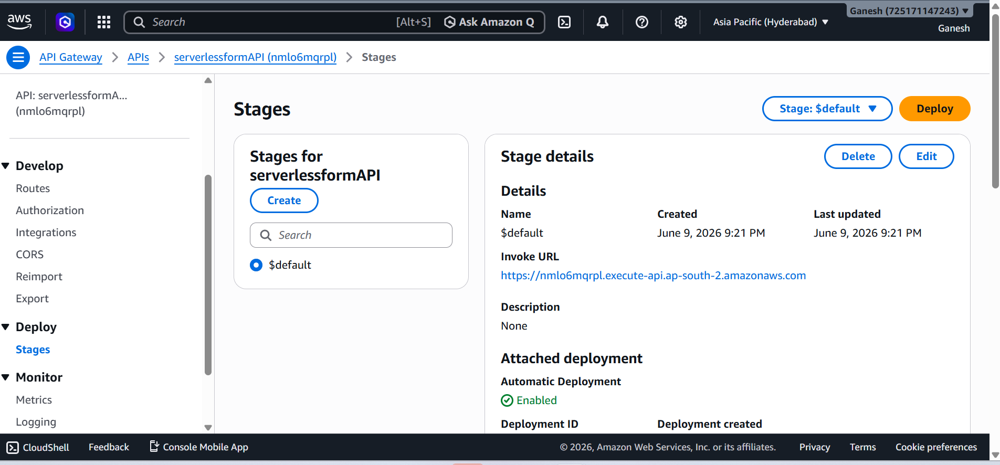 aws
Search [Alt+S] Ask Amazon Q
Asia Pacific (Hyderabad)
Ganesh (725171147243)
Ganesh
API Gateway APIs serverlessformAPI (nmlo6mqrpl) Stages
API: serverlessformA...
(nmlo6mqrpl)
Develop
Routes
Authorization
Integrations
CORS
Reimport
Export
Deploy
Stages
Monitor
Metrics
Logging
Stages
Stage: $default
Deploy
Stages for
serverlessformAPI
Create
Search
$default
Stage details
Delete Edit
Details
Name Created Last updated
$default June 9, 2026 9:21 PM June 9, 2026 9:21 PM
Invoke URL
https://nmlo6mqrpl.execute-api.ap-south-2.amazonaws.com
Description
None
Attached deployment
Automatic Deployment
Enabled
Deployment ID Deployment created
CloudShell Feedback Console Mobile App © 2026, Amazon Web Services, Inc. or its affiliates. Privacy Terms Cookie preferences